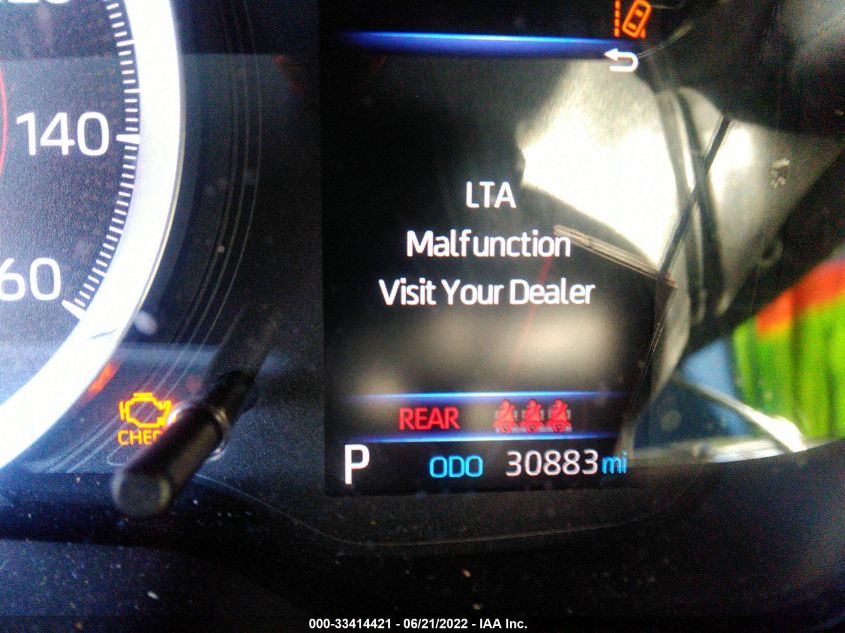 140
60
LTA
Malfunction
Visit Your Dealer
REAR
P ODO 30883 mi
000-33414421 - 06/21/2022 - IAA Inc.